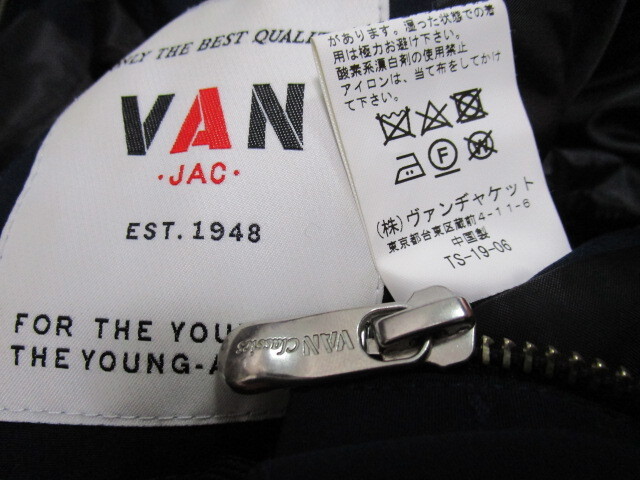 ONLY THE BEST QUALI
VAN
・JAC・
EST. 1948
FOR THE YOU
THE YOUNG-A
があります。湿った状態での着
用は極力お避け下さい。
酸素系漂白剤の使用禁止
アイロンは、当て布をしてかけ
て下さい。
F
(株)ヴァンヂャケット
東京都台東区蔵前4-11-6
中国製
TS-19-06
VAN Classics